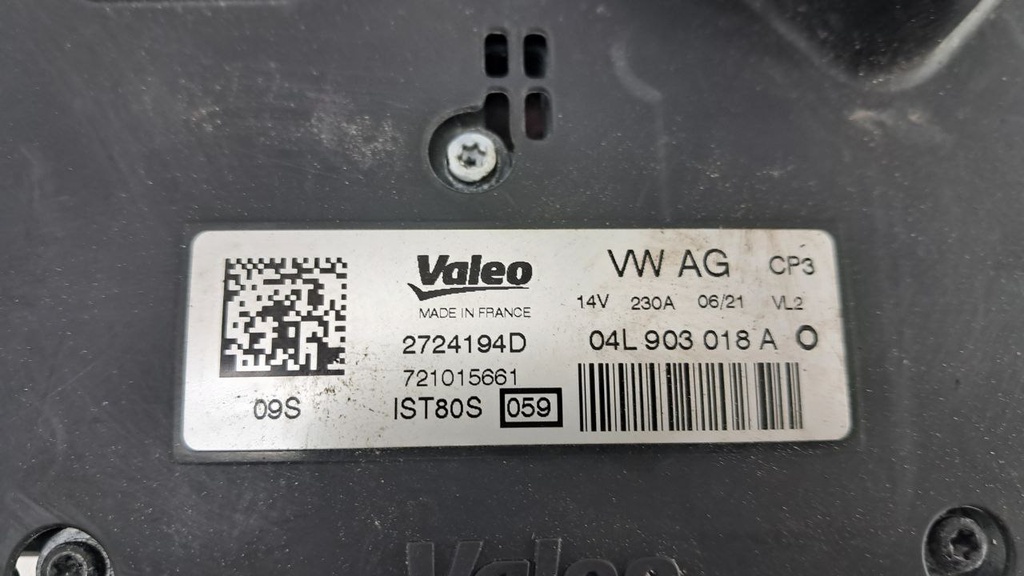 Valeo
MADE IN FRANCE
2724194D
721015661
IST80S 059
09S
VW AG CP3
14V 230A 06/21 VL2
04L 903 018 A O
Valeo